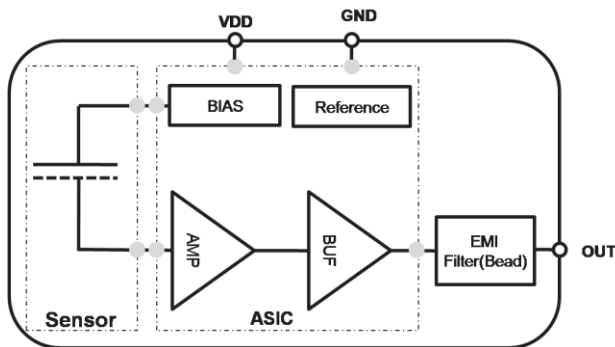 VDD
GND
BIAS
Reference
AMP
BUF
EMI
Filter(Bead)
OUT
Sensor
ASIC